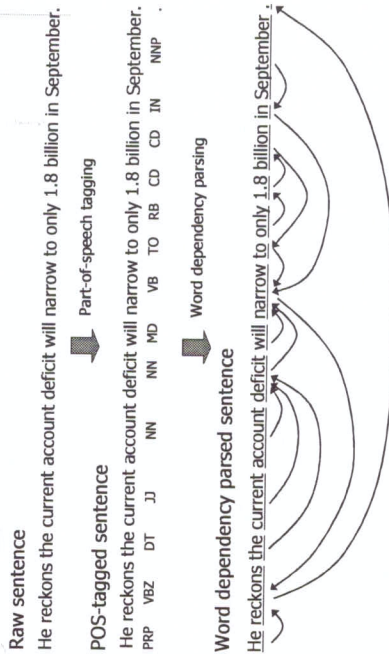 Raw sentence
He reckons the current account deficit will narrow to only 1.8 billion in September.
Part-of-speech tagging
POS-tagged sentence
He reckons the current account deficit will narrow to only 1.8 billion in September.
PRP VBZ DT JJ NN NN MD VB TO RB CD CD IN NNP .
Word dependency parsing
Word dependency parsed sentence
He reckons the current account deficit will narrow to only 1.8 billion in September .